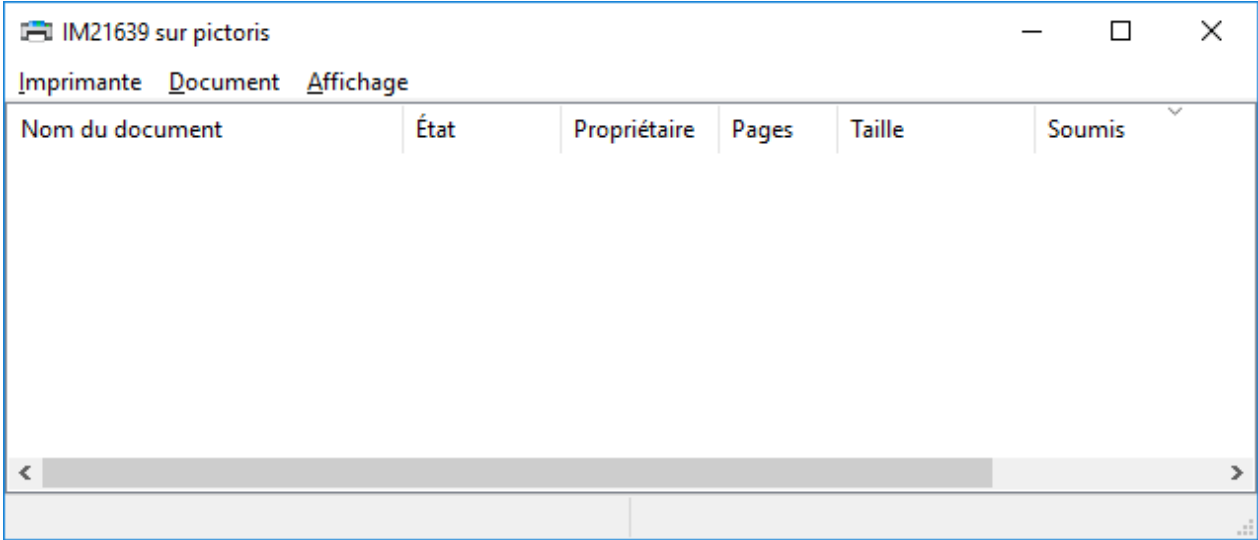 IM21639 sur pictoris
Imprimante Document Affichage
Nom du document État Propriétaire Pages Taille Soumis